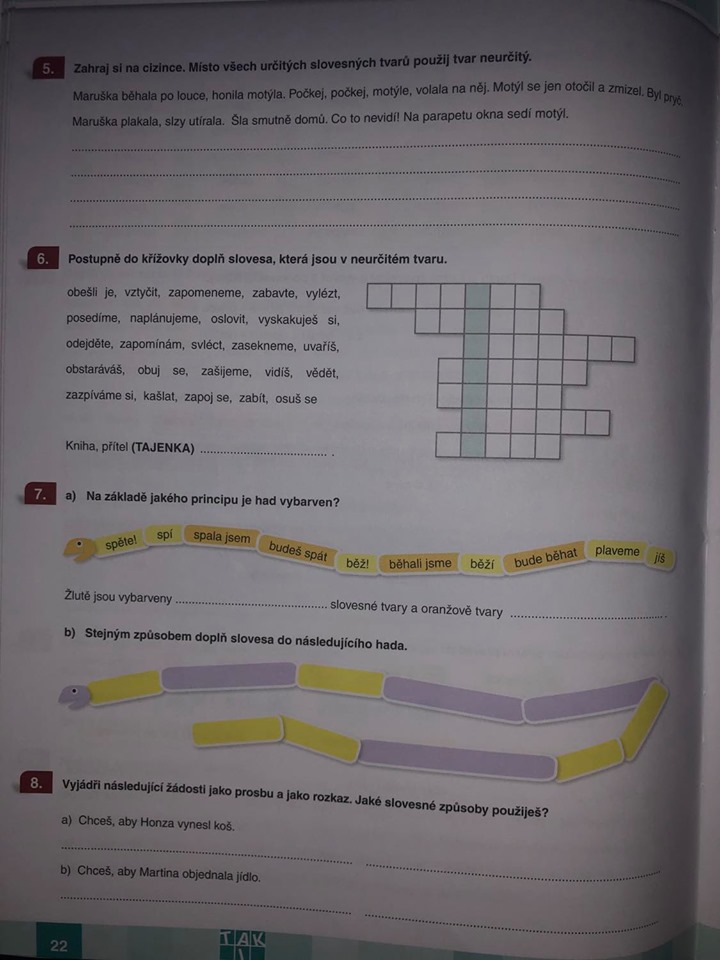 5. Zahraj si na cizince. Místo všech určitých slovesných tvarů použij tvar neurčitý.
Maruška běhala po louce, honila motýla. Počkej, počkej, motýle, volala na něj. Motýl se jen otočil a zmizel. Byl pryč.
Maruška plakala, slzy utírala. Šla smutně domů. Co to nevidí! Na parapetu okna sedí motýl.
6. Postupně do křížovky doplň slovesa, která jsou v neurčitém tvaru.
obešli je, vztyčit, zapomeneme, zabavte, vylézt,
posedíme, naplánujeme, oslovit, vyskakuješ si,
odejděte, zapomínám, svléct, zasekneme, uvaříš,
obstaráváš, obuj se, zašijeme, vidíš, vědět,
zazpíváme si, kašlat, zapoj se, zabít, osuš se
Kniha, přítel (TAJENKA) .
7. a) Na základě jakého principu je had vybarven?
spěte! spí spala jsem budeš spát běž! běhali jsme běží bude běhat plaveme jíš
Žlutě jsou vybarveny slovesné tvary a oranžově tvary .
b) Stejným způsobem doplň slovesa do následujícího hada.
8. Vyjádři následující žádosti jako prosbu a jako rozkaz. Jaké slovesné způsoby použiješ?
a) Chceš, aby Honza vynesl koš.
b) Chceš, aby Martina objednala jídlo.
22
TAK